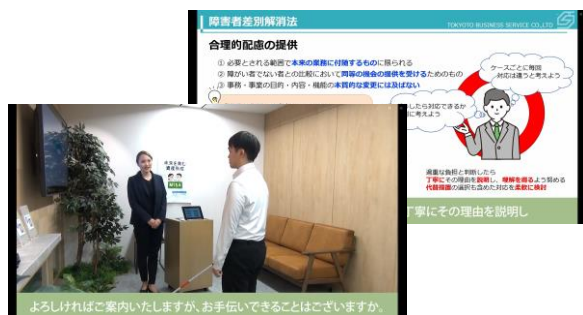 障害者差別解消法
TOKYOTO BUSINESS SERVICE CO.,LTD
合理的配慮の提供
① 必要とされる範囲で本来の業務に付随するものに限られる
② 障がい者でない者との比較において同等の機会の提供を受けるためのもの
③ 事務・事業の目的・内容・機能の本質的な変更には及ばない
ケースごとに毎回
対応は違うと考えよう
したら対応できるか
に考えよう
過重な負担と判断したら
丁寧にその理由を説明し、理解を得るよう努める
代替措置の選択も含めた対応を柔軟に検討
丁寧にその理由を説明し
よろしければご案内いたしますが、お手伝いできることはございますか。